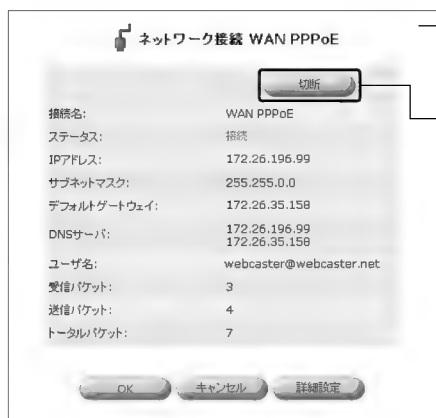 ネットワーク接続 WAN PPPoE
切断
接続名: WAN PPPoE
ステータス: 接続
IPアドレス: 172.26.196.99
サブネットマスク: 255.255.0.0
デフォルトゲートウェイ: 172.26.35.158
DNSサーバ: 172.26.196.99
172.26.35.158
ユーザ名: webcaster@webcaster.net
受信パケット: 3
送信パケット: 4
トータルパケット: 7
OK キャンセル 詳細設定